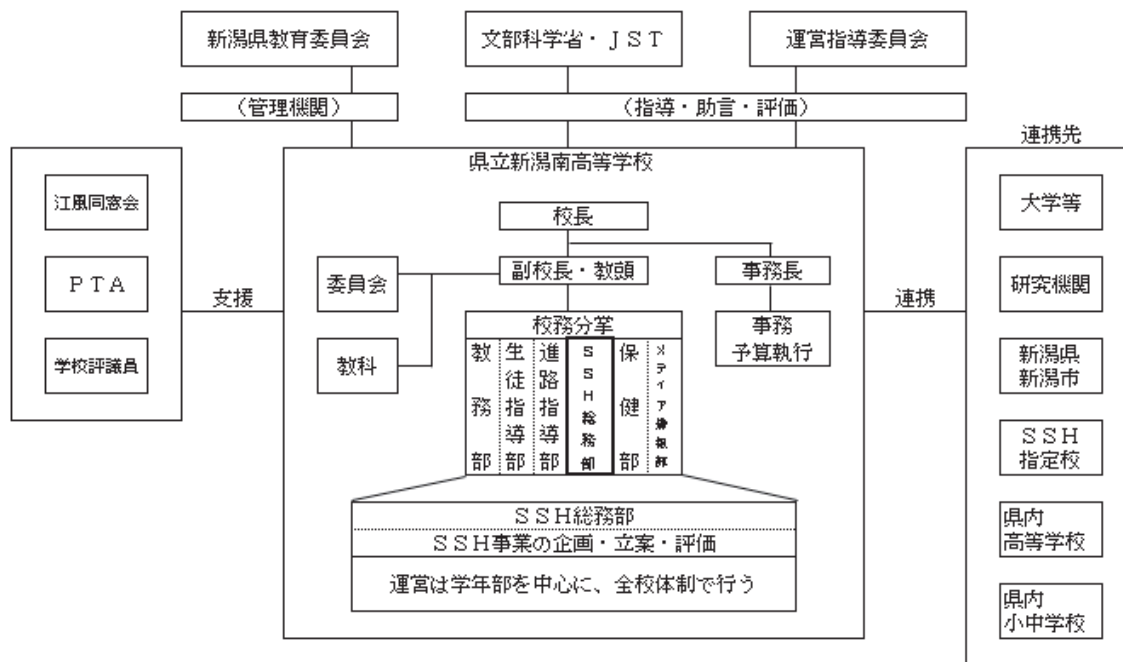 新潟県教育委員会
文部科学省・ＪＳＴ
運営指導委員会
（管理機関）
（指導・助言・評価）
連携先
県立新潟南高等学校
江風同窓会
ＰＴＡ
学校評議員
支援
校長
副校長・教頭
事務長
委員会
教科
校務分掌
教務部
生徒指導部
進路指導部
ＳＳＨ総務部
保健部
メディア情報部
事務
予算執行
ＳＳＨ総務部
ＳＳＨ事業の企画・立案・評価
運営は学年部を中心に、全校体制で行う
連携
大学等
研究機関
新潟県
新潟市
ＳＳＨ
指定校
県内
高等学校
県内
小中学校